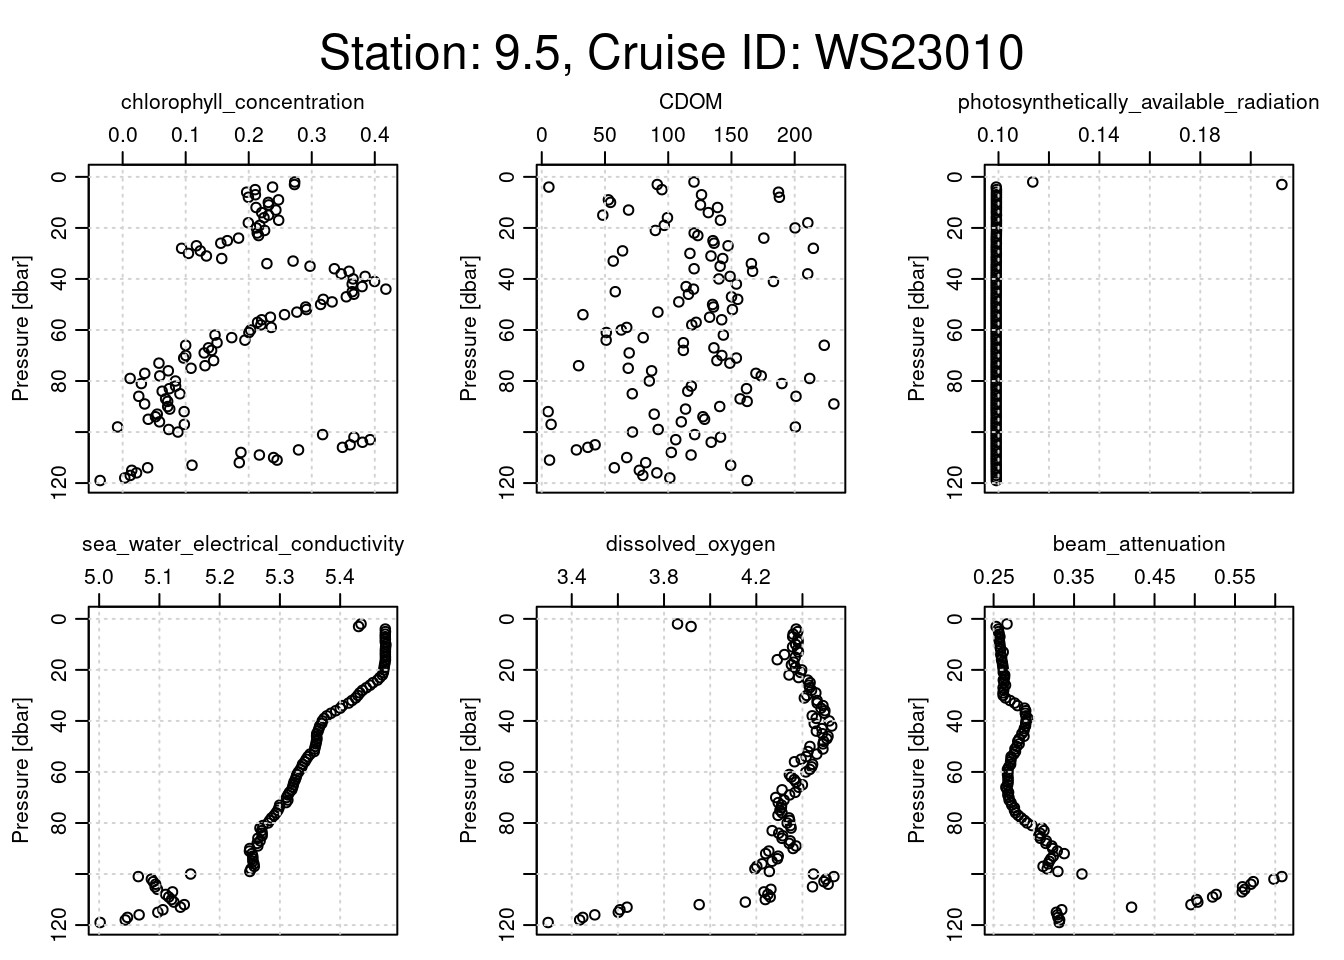 Station: 9.5, Cruise ID: WS23010
chlorophyll_concentration
0.0 0.1 0.2 0.3 0.4
Pressure [dbar]
0
20
40
60
80
120
CDOM
0 50 100 150 200
Pressure [dbar]
0
20
40
60
80
120
photosynthetically_available_radiation
0.10 0.14 0.18
Pressure [dbar]
0
20
40
60
80
120
sea_water_electrical_conductivity
5.0 5.1 5.2 5.3 5.4
Pressure [dbar]
0
20
40
60
80
120
dissolved_oxygen
3.4 3.8 4.2
Pressure [dbar]
0
20
40
60
80
120
beam_attenuation
0.25 0.35 0.45 0.55
Pressure [dbar]
0
20
40
60
80
120